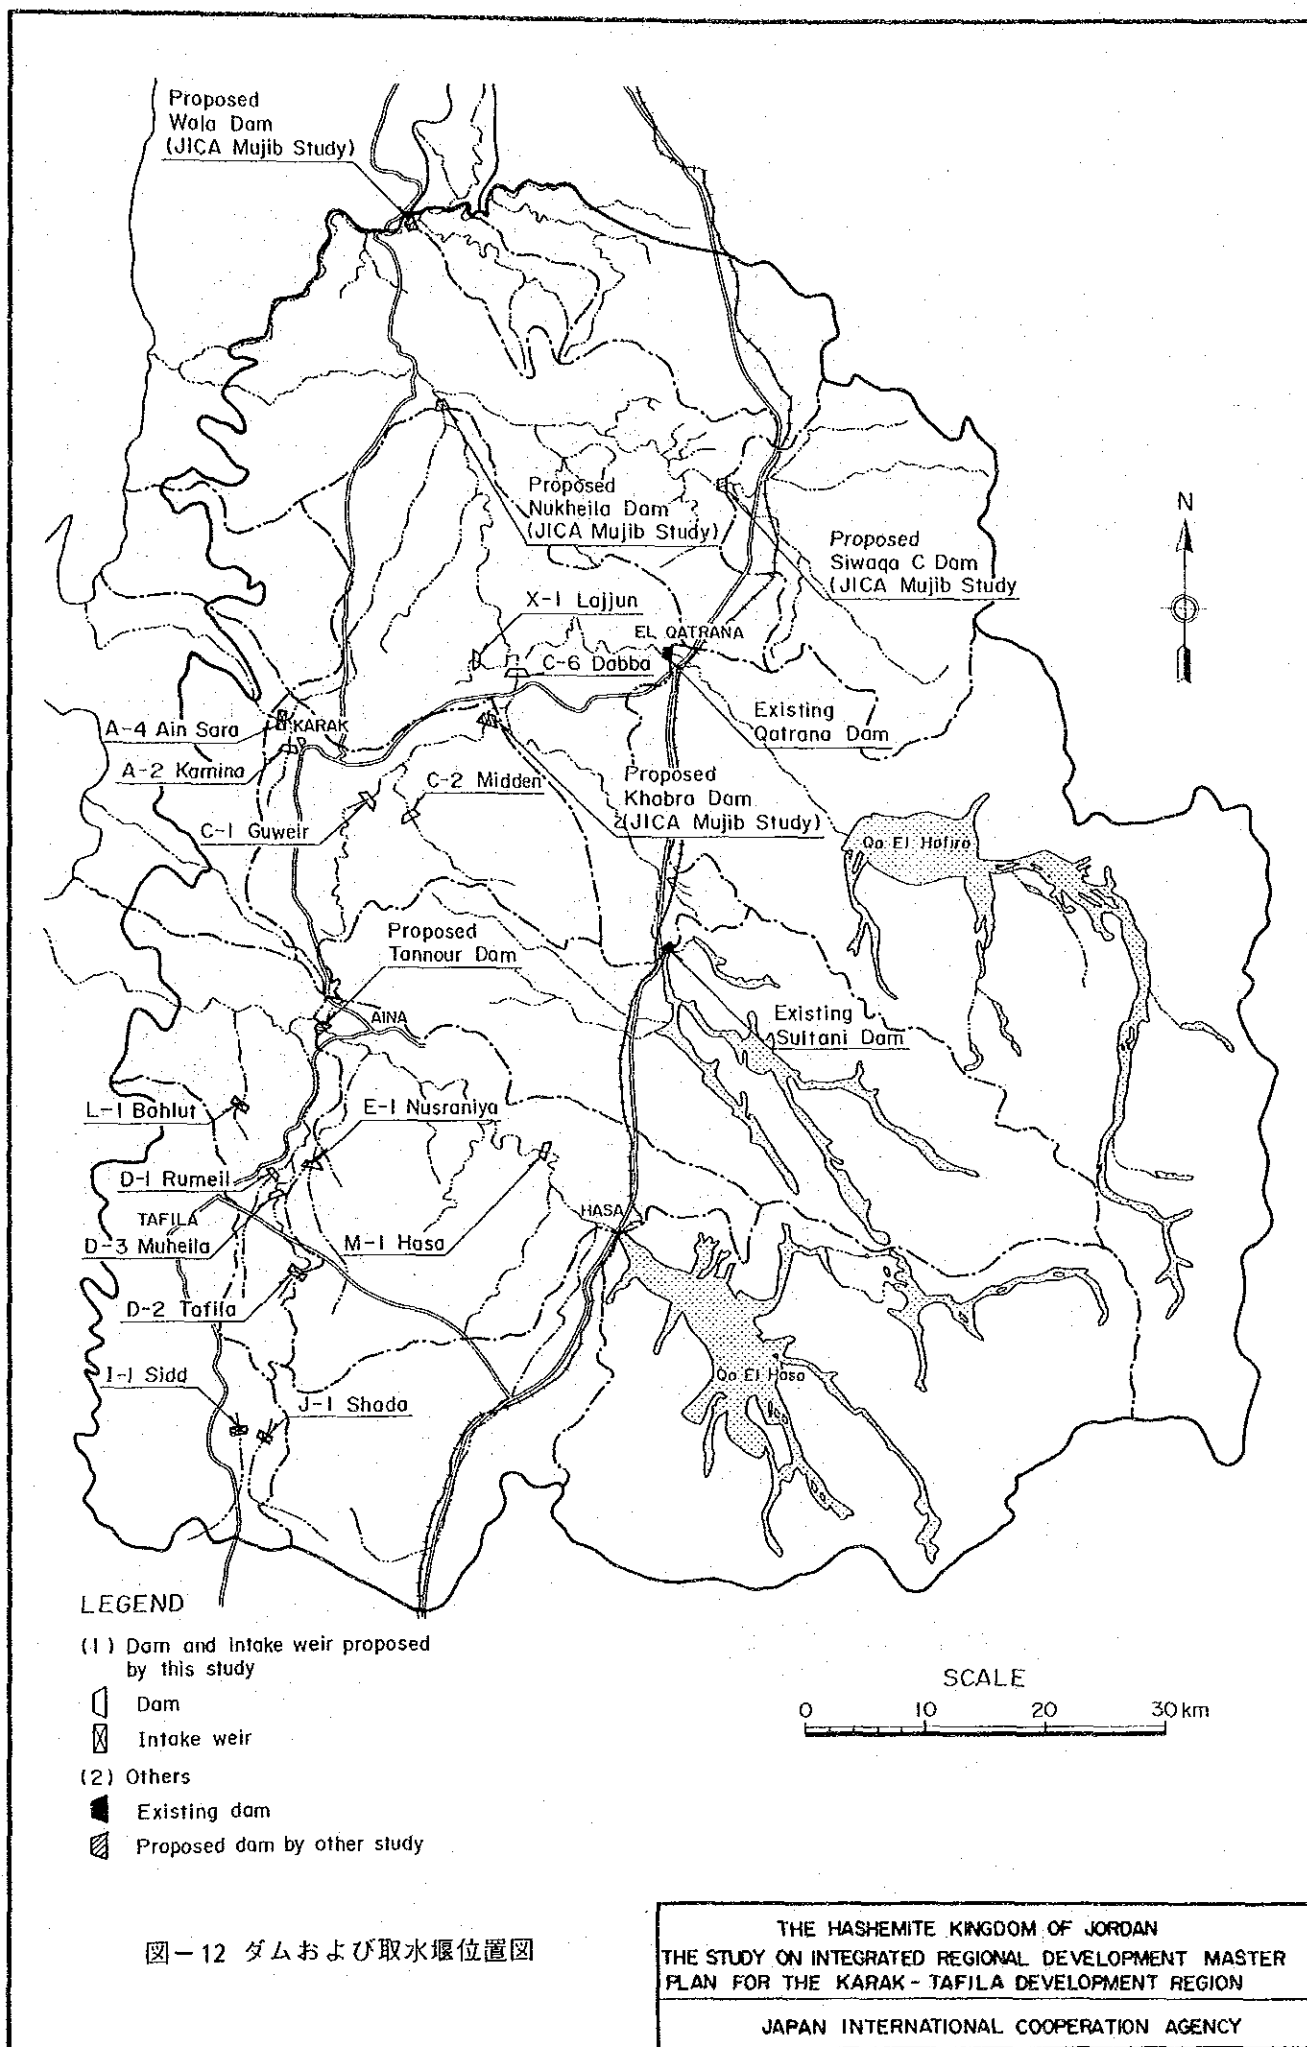 Proposed
Wala Dam
(JICA Mujib Study)
Proposed
Nukheila Dam
(JICA Mujib Study)
Proposed
Siwaqa C Dam
(JICA Mujib Study
N
X-1 Lajjun
EL QATRANA
C-6 Dabba
A-4 Ain Sara
KARAK
Existing
Qatrana Dam
A-2 Kamina
C-2 Midden
Proposed
Khabra Dam
(JICA Mujib Study)
C-1 Guweir
Qa El Hafira
Proposed
Tannour Dam
AINA
Existing
Sultani Dam
L-1 Bahlut
E-1 Nusraniya
D-1 Rumeil
TAFILA
HASA
D-3 Muheila
M-1 Hasa
D-2 Tafila
I-1 Sidd
Qa El Hasa
J-1 Shada
LEGEND
(1) Dam and intake weir proposed
by this study
Dam
Intake weir
(2) Others
Existing dam
Proposed dam by other study
SCALE
0 10 20 30 km
図-12 ダムおよび取水堰位置図
THE HASHEMITE KINGDOM OF JORDAN
THE STUDY ON INTEGRATED REGIONAL DEVELOPMENT MASTER
PLAN FOR THE KARAK - TAFILA DEVELOPMENT REGION
JAPAN INTERNATIONAL COOPERATION AGENCY